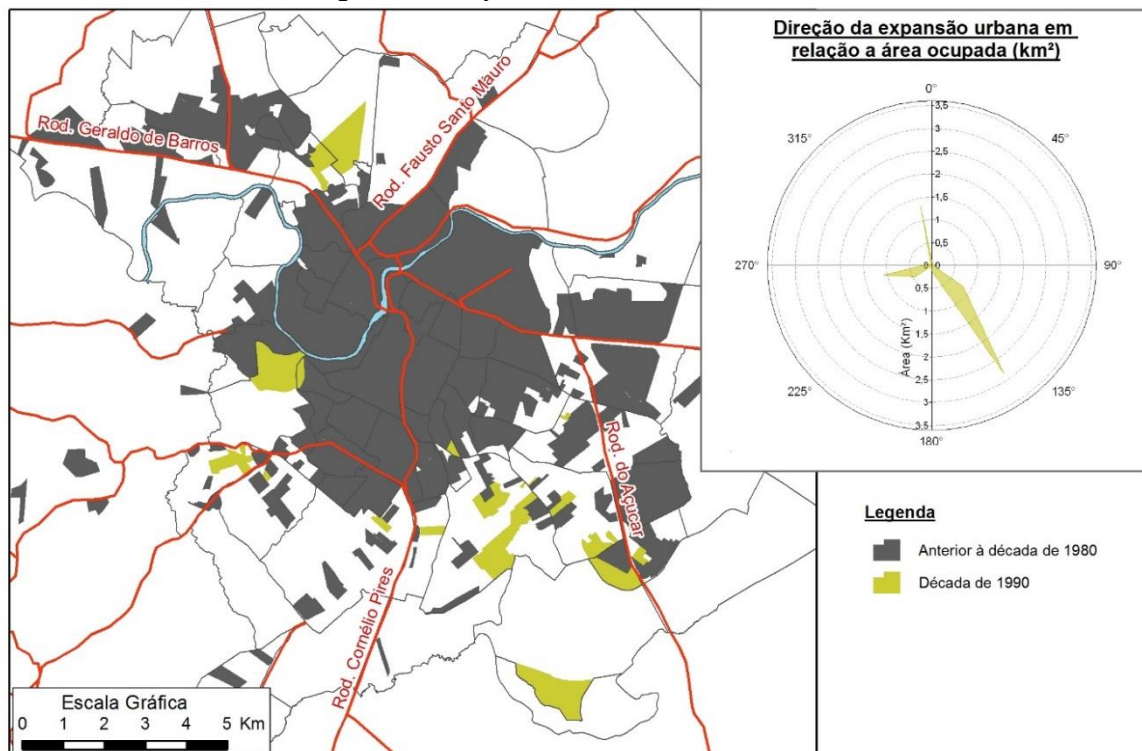 Rod. Geraldo de Barros
Rod. Fausto Santo Mauro
Rod. do Açúcar
Rod. Cornélio Pires
Escala Gráfica
0 1 2 3 4 5 Km
Direção da expansão urbana em
relação a área ocupada (km²)
0°
45°
90°
135°
180°
225°
270°
315°
3,5
3
2,5
2
1,5
1
0,5
0
0,5
1
1,5
2
2,5
3
3,5
Área (Km²)
Legenda
Anterior à década de 1980
Década de 1990